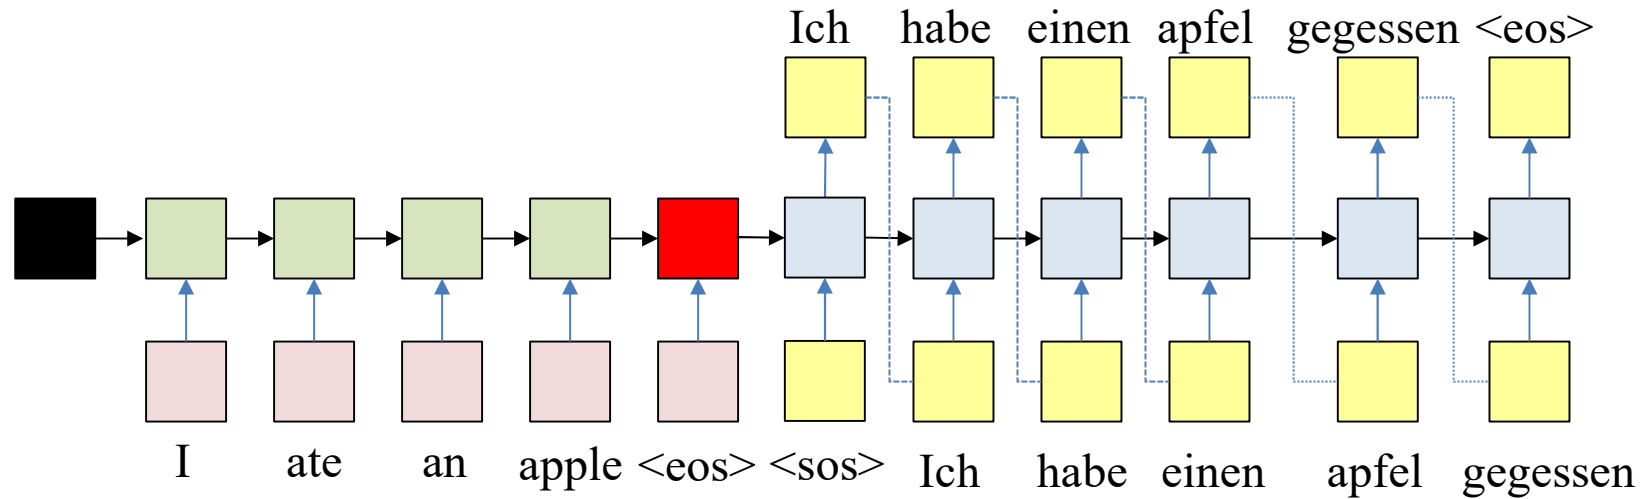 Ich habe einen apfel gegessen <eos>
I ate an apple <eos> <sos> Ich habe einen apfel gegessen